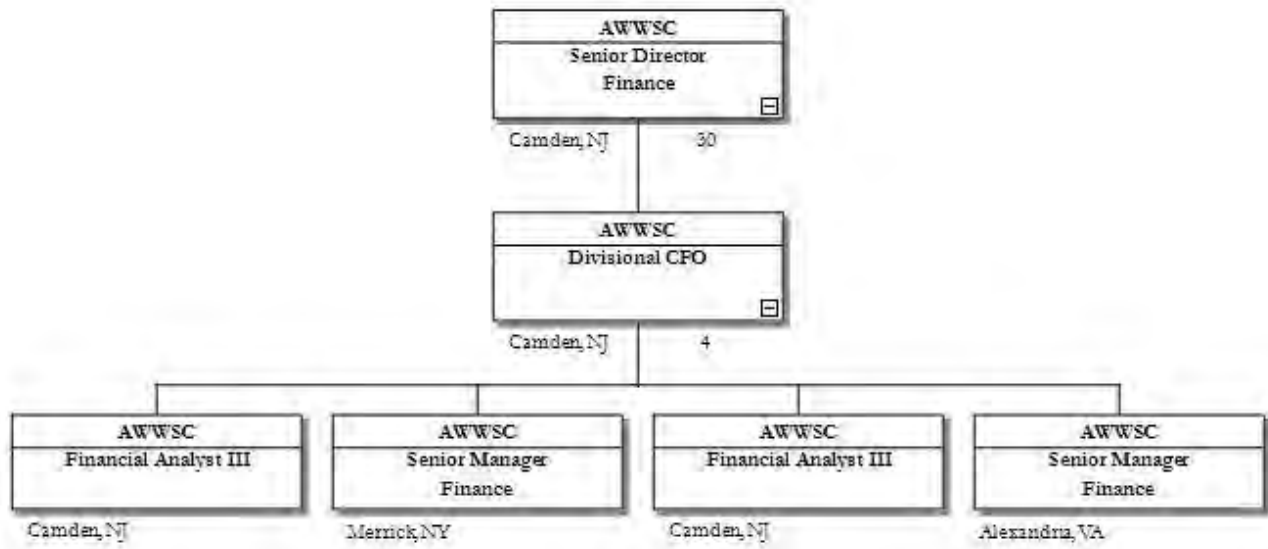 AWWSC
Senior Director
Finance
Camden, NJ 30
AWWSC
Divisional CFO
Camden, NJ 4
AWWSC AWWSC AWWSC AWWSC
Financial Analyst III Senior Manager Financial Analyst III Senior Manager
Finance Finance
Camden, NJ Merrick, NY Camden, NJ Alexandria, VA